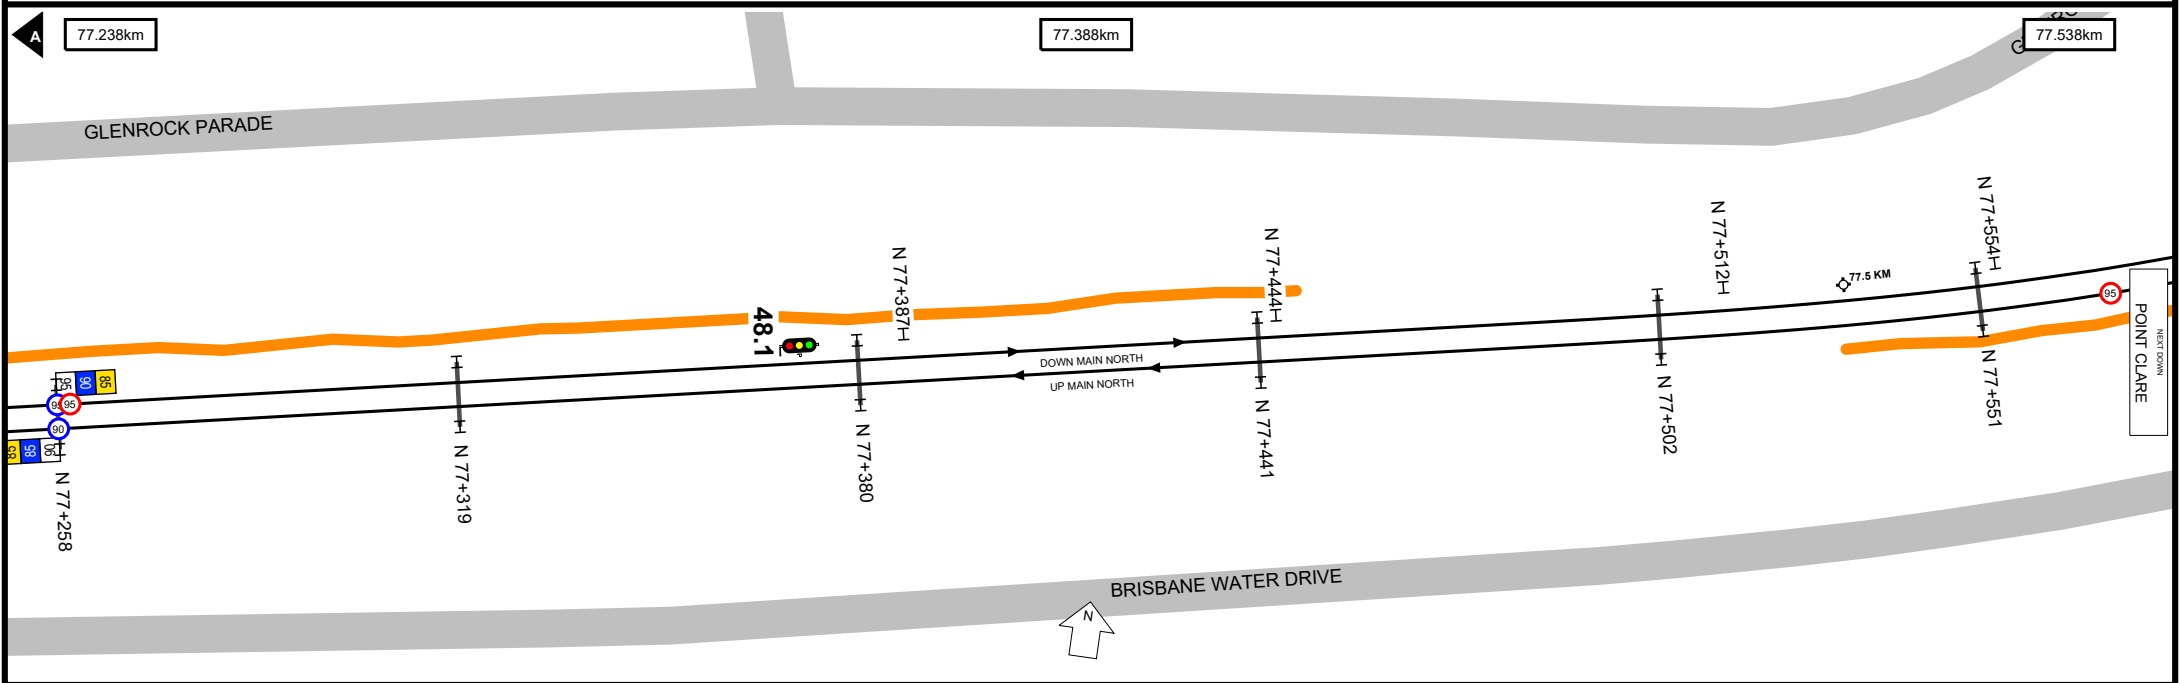 A
77.238km
77.388km
77.538km
GLENROCK PARADE
N 77+554H
N 77+512H
N 77+444H
N 77+387H
77.5 KM
95
48.1
DOWN MAIN NORTH
UP MAIN NORTH
NEXT DOWN
POINT CLARE
95
90
85
95
90
85
90
N 77+258
N 77+319
N 77+380
N 77+441
N 77+502
N 77+551
BRISBANE WATER DRIVE
N